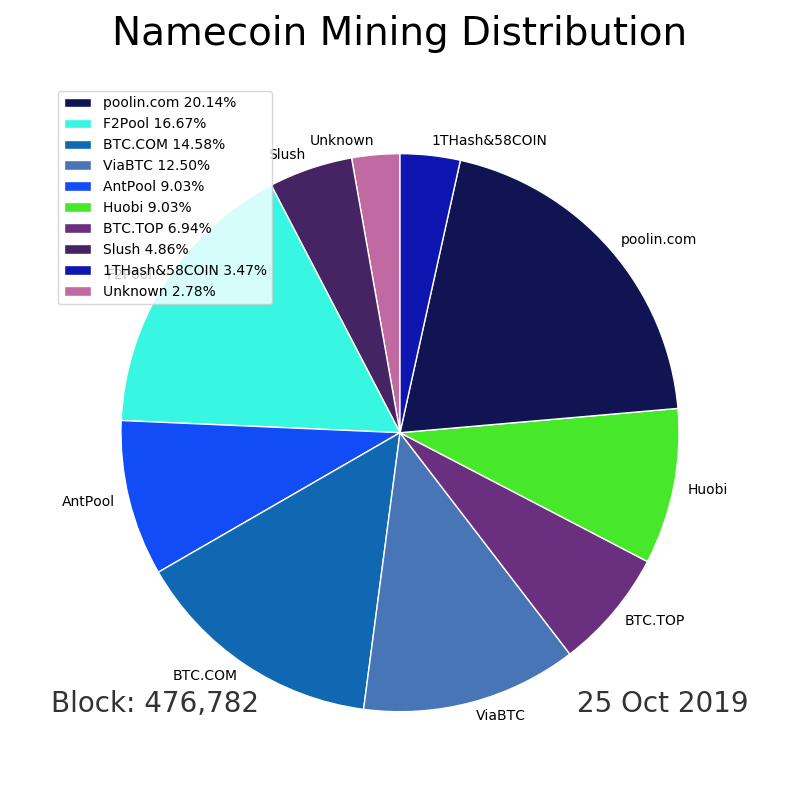 Namecoin Mining Distribution
poolin.com 20.14%
F2Pool 16.67%
BTC.COM 14.58%
ViaBTC 12.50%
AntPool 9.03%
Huobi 9.03%
BTC.TOP 6.94%
Slush 4.86%
1THash&58COIN 3.47%
Unknown 2.78%
Unknown
1THash&58COIN
Slush
poolin.com
F2Pool
Huobi
AntPool
BTC.TOP
BTC.COM
ViaBTC
Block: 476,782
25 Oct 2019